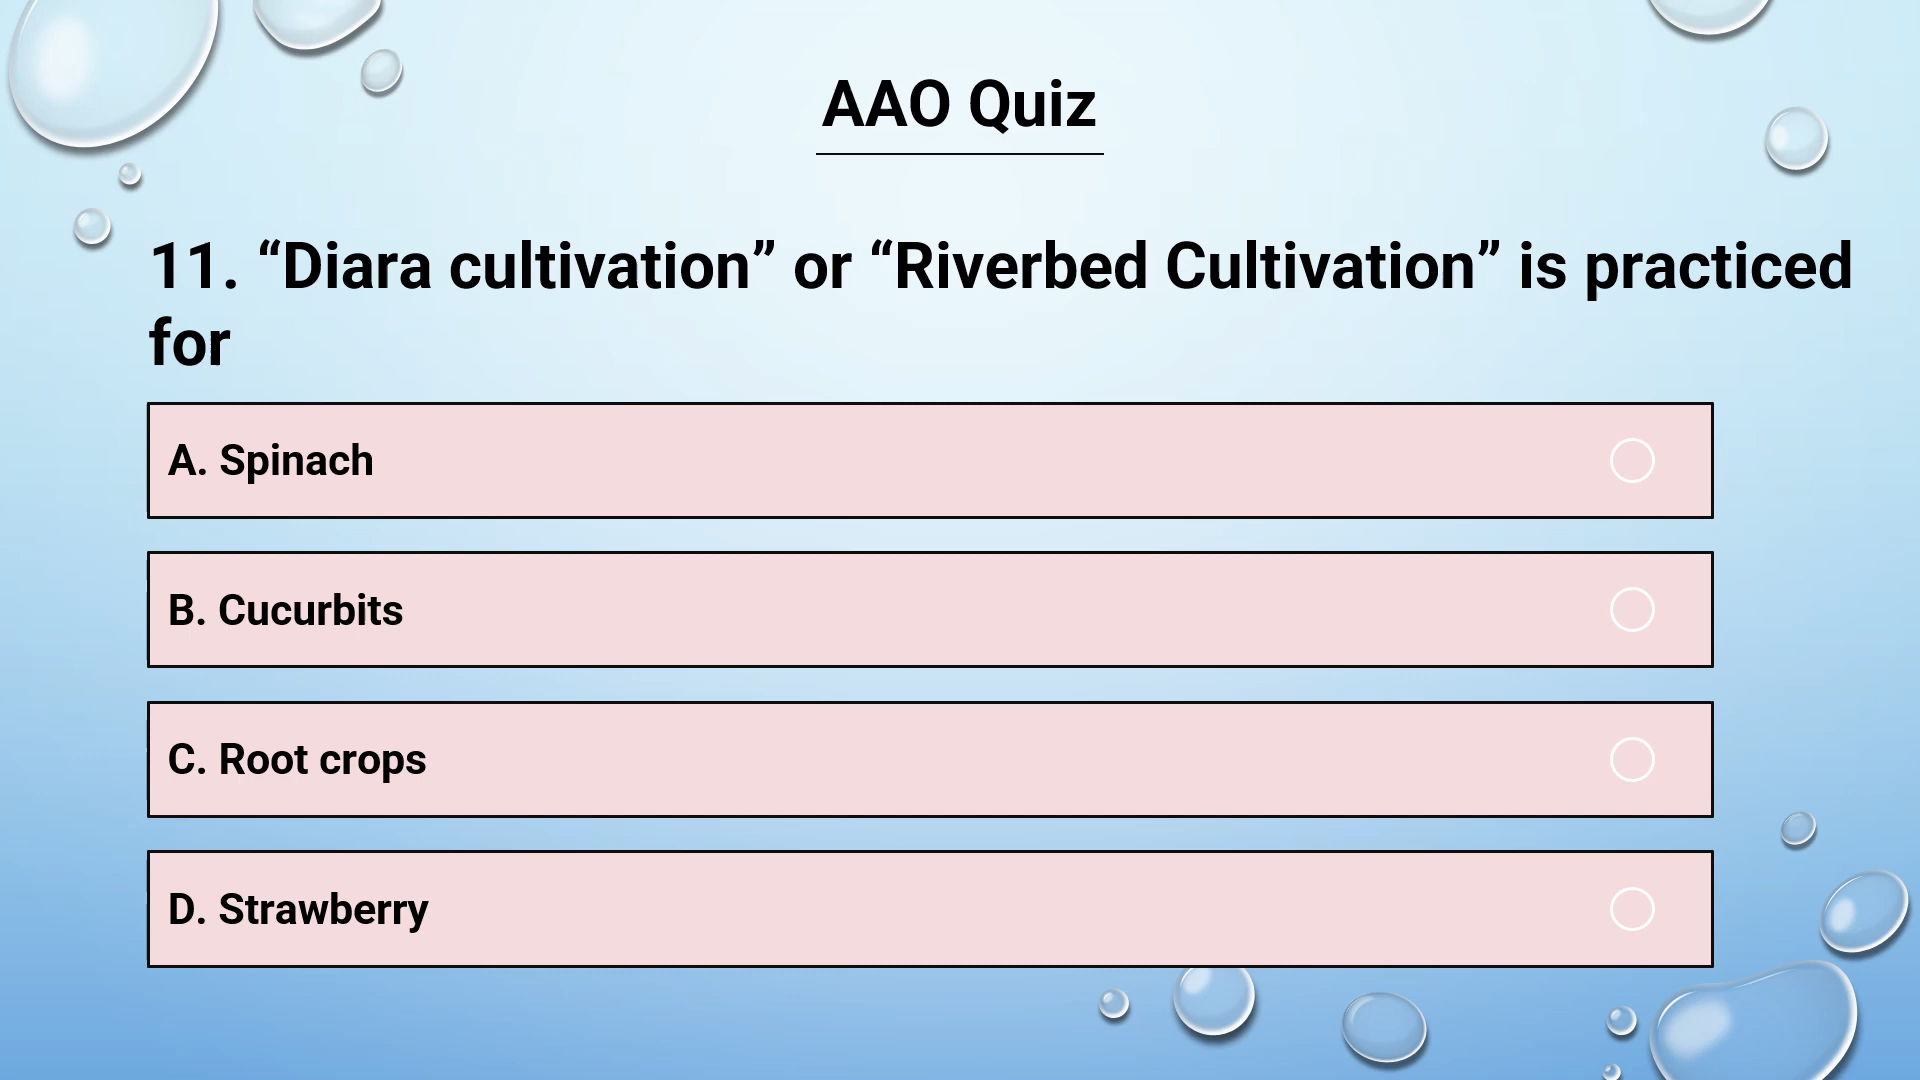 AAO Quiz
11. “Diara cultivation” or “Riverbed Cultivation” is practiced
for
A. Spinach
B. Cucurbits
C. Root crops
D. Strawberry